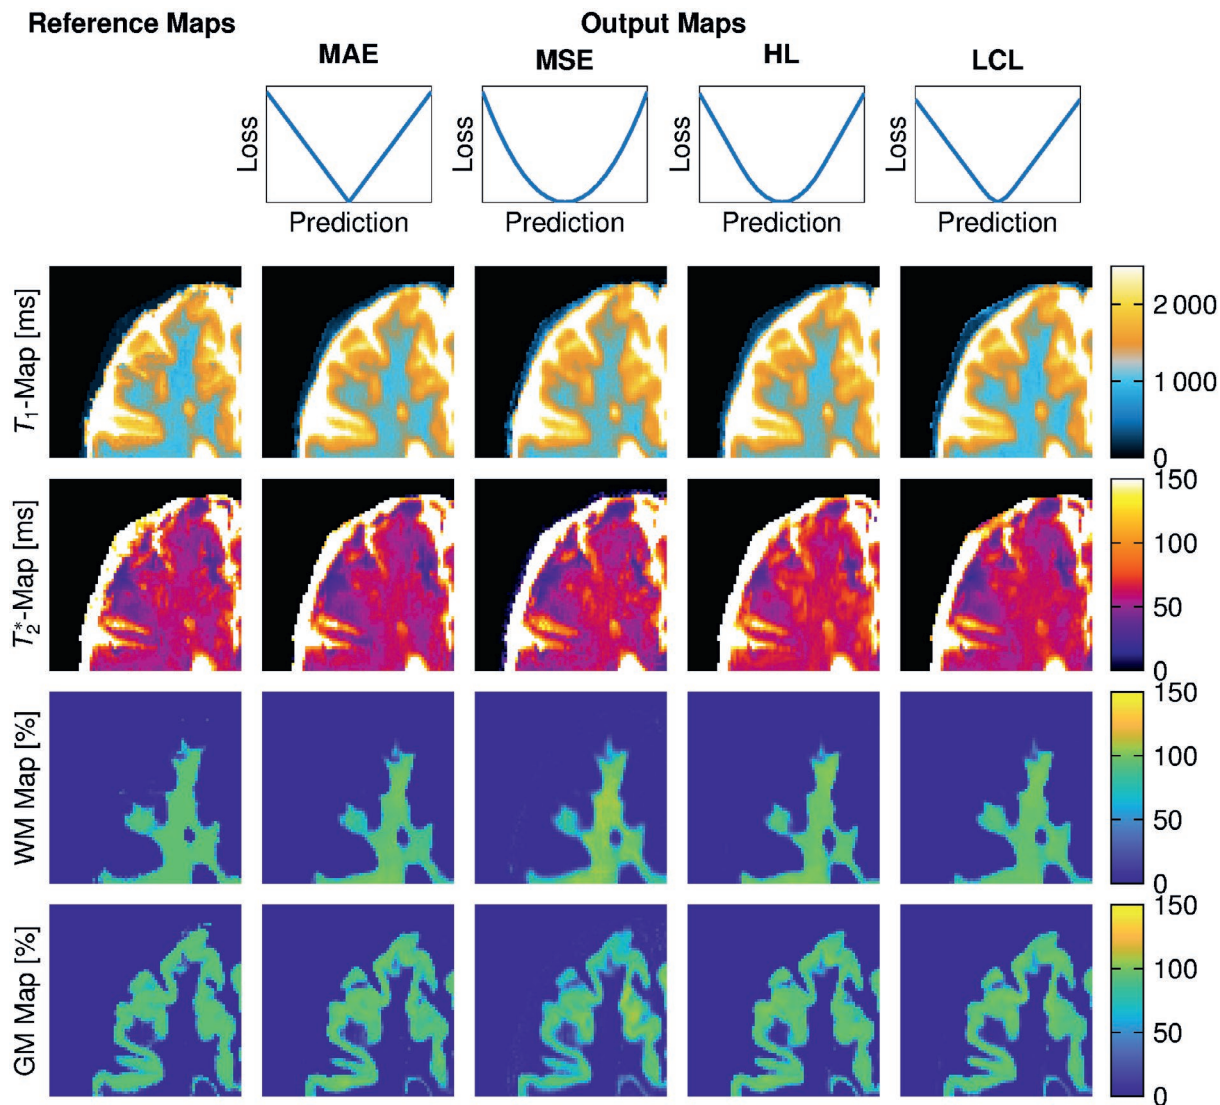 Reference Maps
Output Maps
MAE
MSE
HL
LCL
Loss
Loss
Loss
Loss
Prediction
Prediction
Prediction
Prediction
T₁-Map [ms]
2 000
1 000
0
T₂*-Map [ms]
150
100
50
0
WM Map [%]
150
100
50
0
GM Map [%]
150
100
50
0